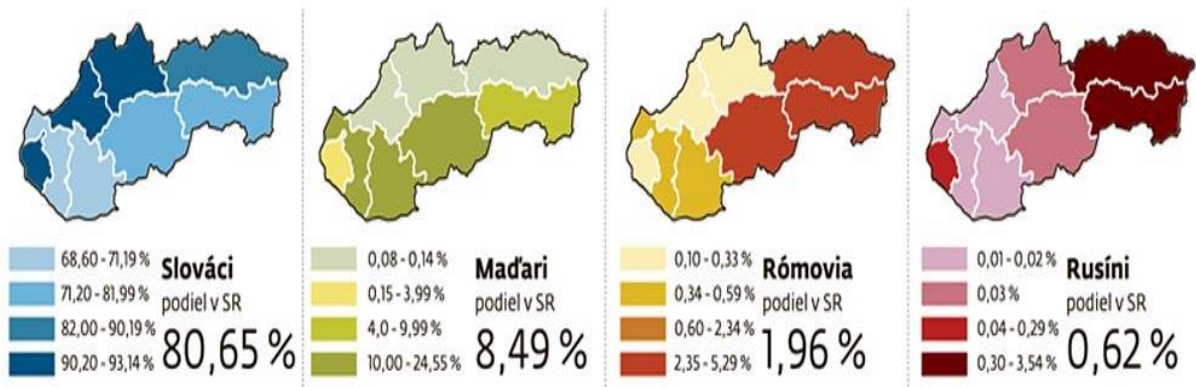 68,60 - 71,19 %
71,20 - 81,99 %
82,00 - 90,19 %
90,20 - 93,14 %
Slováci
podiel v SR
80,65 %
0,08 - 0,14 %
0,15 - 3,99 %
4,0 - 9,99 %
10,00 - 24,55 %
Maďari
podiel v SR
8,49 %
0,10 - 0,33 %
0,34 - 0,59 %
0,60 - 2,34 %
2,35 - 5,29 %
Rómovia
podiel v SR
1,96 %
0,01 - 0,02 %
0,03 %
0,04 - 0,29 %
0,30 - 3,54 %
Rusíni
podiel v SR
0,62 %